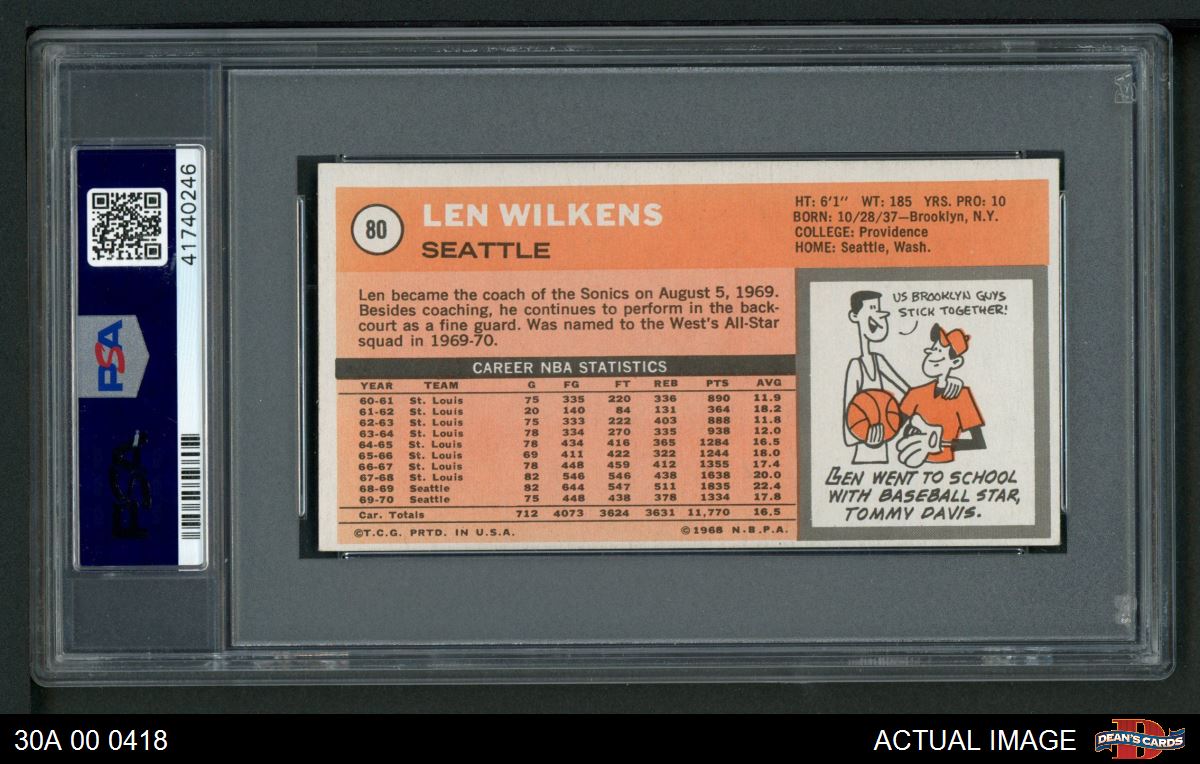 41740246
PSA
PSA
80
LEN WILKENS
SEATTLE
HT: 6'1" WT: 185 YRS. PRO: 10
BORN: 10/28/37—Brooklyn, N.Y.
COLLEGE: Providence
HOME: Seattle, Wash.
Len became the coach of the Sonics on August 5, 1969.
Besides coaching, he continues to perform in the back-
court as a fine guard. Was named to the West's All-Star
squad in 1969-70.
CAREER NBA STATISTICS
YEAR TEAM G FG FT REB PTS AVG
60-61 St. Louis 75 335 220 336 890 11.9
61-62 St. Louis 20 140 84 131 364 18.2
62-63 St. Louis 75 333 222 403 888 11.8
63-64 St. Louis 78 334 270 335 938 12.0
64-65 St. Louis 78 434 416 365 1284 16.5
65-66 St. Louis 69 411 422 322 1244 18.0
66-67 St. Louis 78 448 459 412 1355 17.4
67-68 St. Louis 82 546 546 438 1638 20.0
68-69 Seattle 82 644 547 511 1835 22.4
69-70 Seattle 75 448 438 378 1334 17.8
Car. Totals 712 4073 3624 3631 11,770 16.5
©T.C.G. PRTD. IN U.S.A. ©1968 N.B.P.A.
US BROOKLYN GUYS
STICK TOGETHER!
LEN WENT TO SCHOOL
WITH BASEBALL STAR,
TOMMY DAVIS.
30A 00 0418
ACTUAL IMAGE
D
DEAN'S CARDS